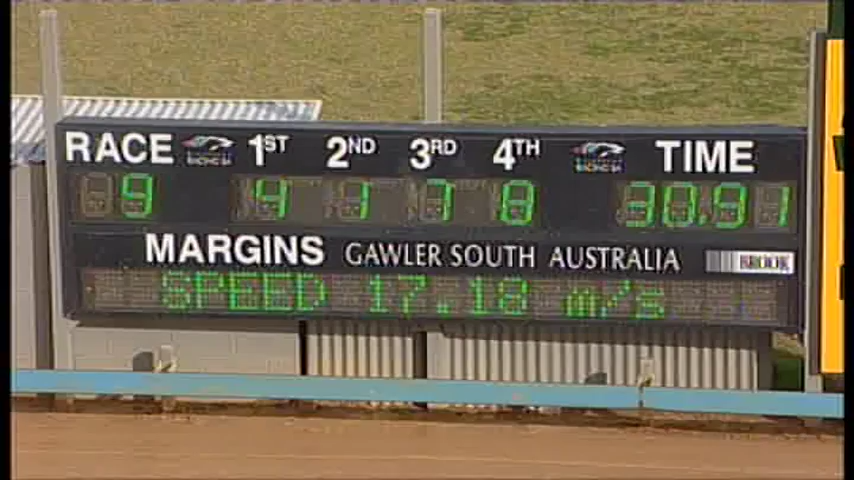 RACE 1ST 2ND 3RD 4TH TIME
9 4 1 7 8 30.91
MARGINS GAWLER SOUTH AUSTRALIA BROOK
SPEED 17.18 m/s